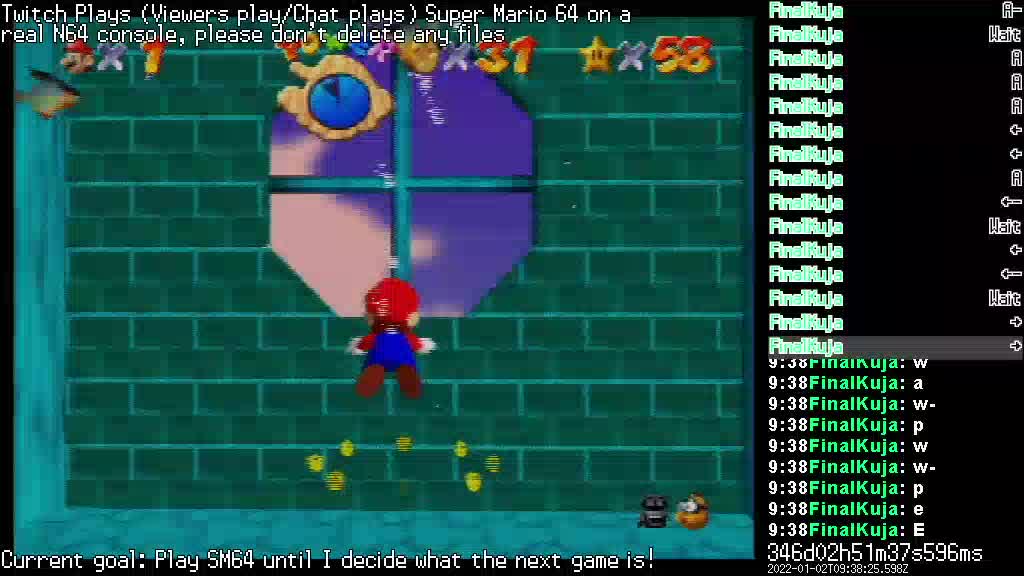 Twitch Plays (Viewers play/Chat plays) Super Mario 64 on a
real N64 console, please don't delete any files
x 1
x 31
x 58
FinalKuja A-
FinalKuja Wait
FinalKuja A
FinalKuja A
FinalKuja A
FinalKuja ←
FinalKuja ←
FinalKuja A
FinalKuja ←
FinalKuja Wait
FinalKuja ←
FinalKuja ←
FinalKuja Wait
FinalKuja →
FinalKuja →
9:38FinalKuja: w
9:38FinalKuja: a
9:38FinalKuja: w-
9:38FinalKuja: p
9:38FinalKuja: w
9:38FinalKuja: w-
9:38FinalKuja: p
9:38FinalKuja: e
9:38FinalKuja: E
Current goal: Play SM64 until I decide what the next game is!
346d02h51m37s596ms
2022-01-02T09:38:25.598Z